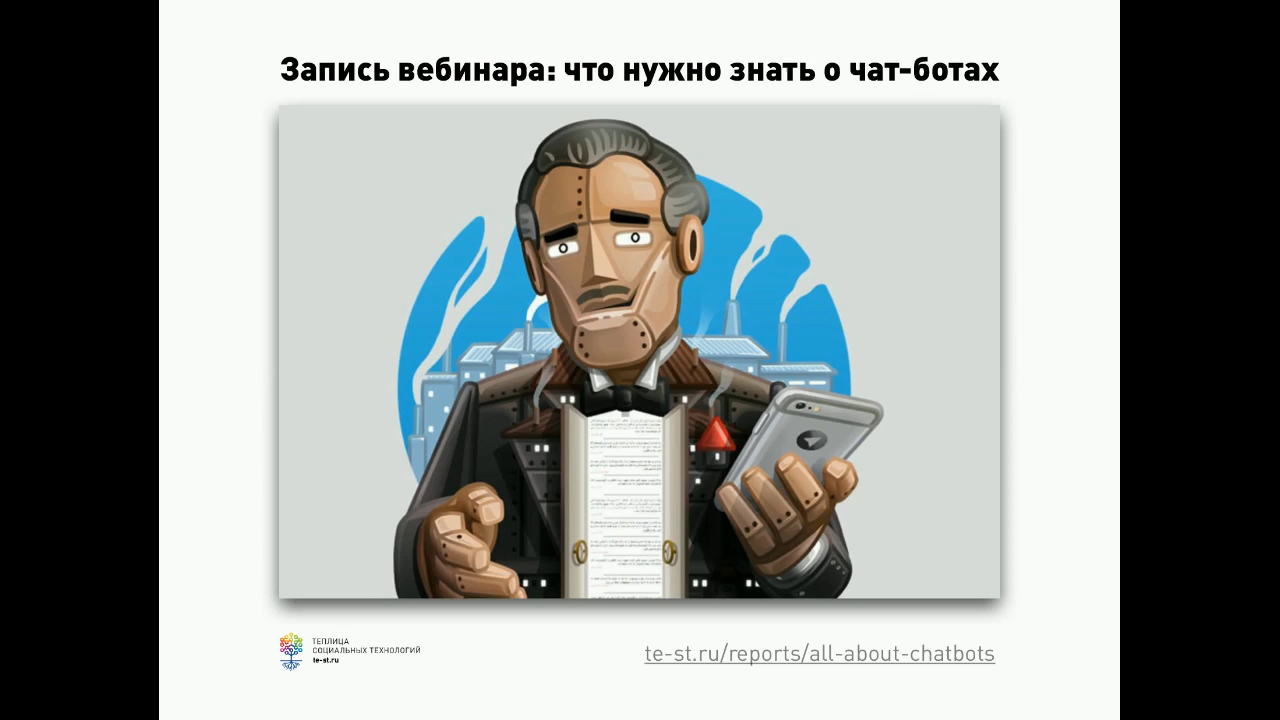 Запись вебинара: что нужно знать о чат-ботах
ТЕПЛИЦА
СОЦИАЛЬНЫХ ТЕХНОЛОГИЙ
te-st.ru
te-st.ru/reports/all-about-chatbots